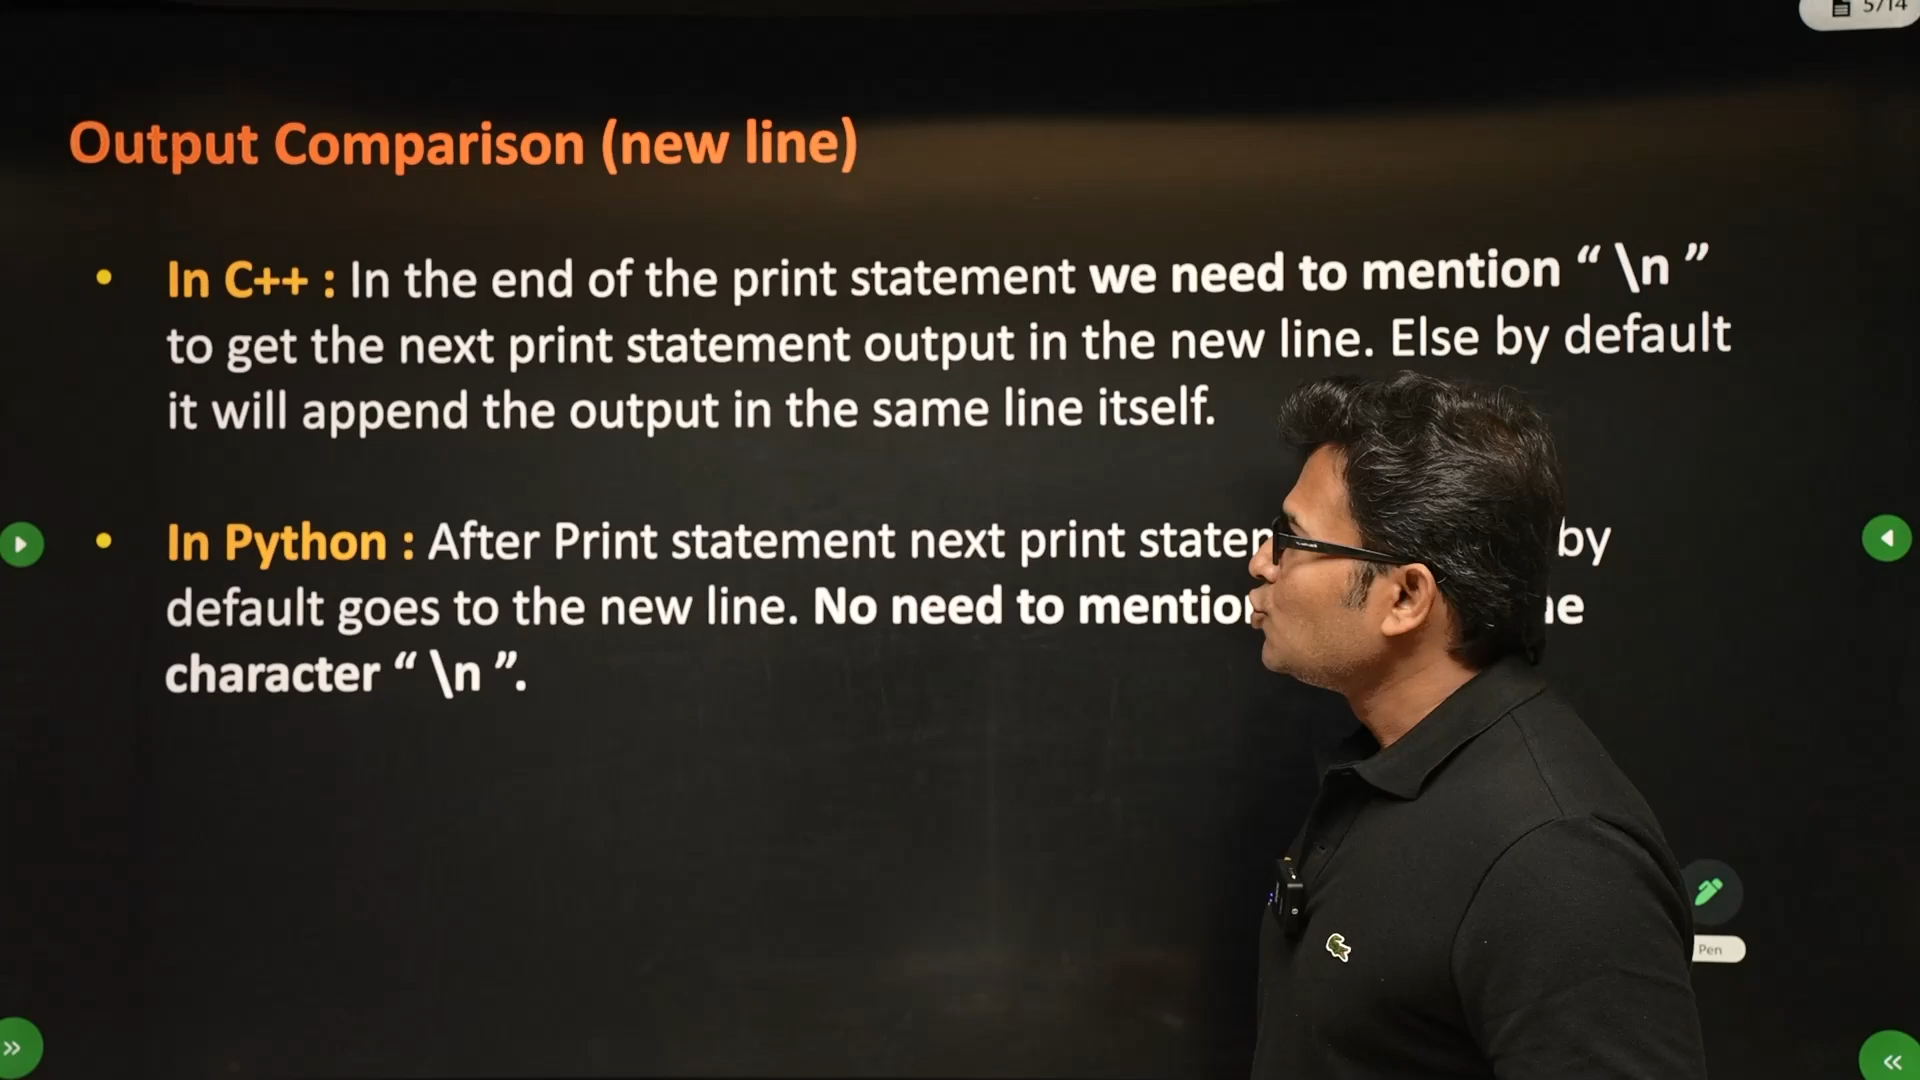 5/14
Output Comparison (new line)
• In C++ : In the end of the print statement we need to mention “ \n ”
to get the next print statement output in the new line. Else by default
it will append the output in the same line itself.
• In Python : After Print statement next print by
default goes to the new line. No need to
character “ \n ”.
Pen